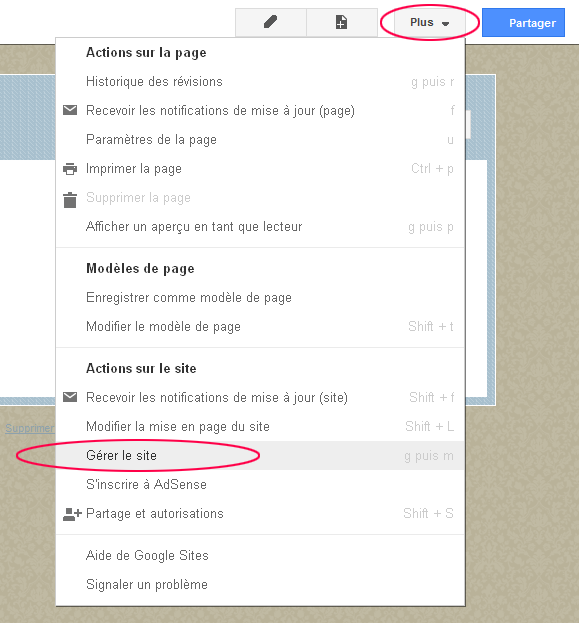 Plus
Partager
Actions sur la page
Historique des révisions g puis r
Recevoir les notifications de mise à jour (page) f
Paramètres de la page u
Imprimer la page Ctrl + p
Supprimer la page
Afficher un aperçu en tant que lecteur g puis p
Modèles de page
Enregistrer comme modèle de page
Modifier le modèle de page Shift + t
Actions sur le site
Recevoir les notifications de mise à jour (site) Shift + f
Supprimer
Modifier la mise en page du site Shift + L
Gérer le site g puis m
S'inscrire à AdSense
Partage et autorisations Shift + S
Aide de Google Sites
Signaler un problème